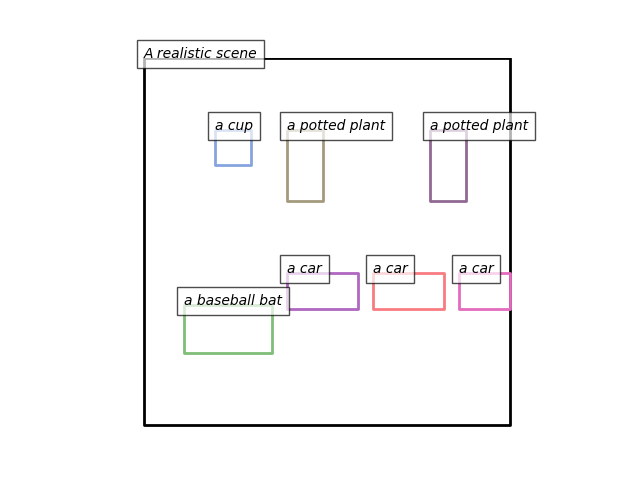 A realistic scene
a cup
a potted plant
a potted plant
a car
a car
a car
a baseball bat